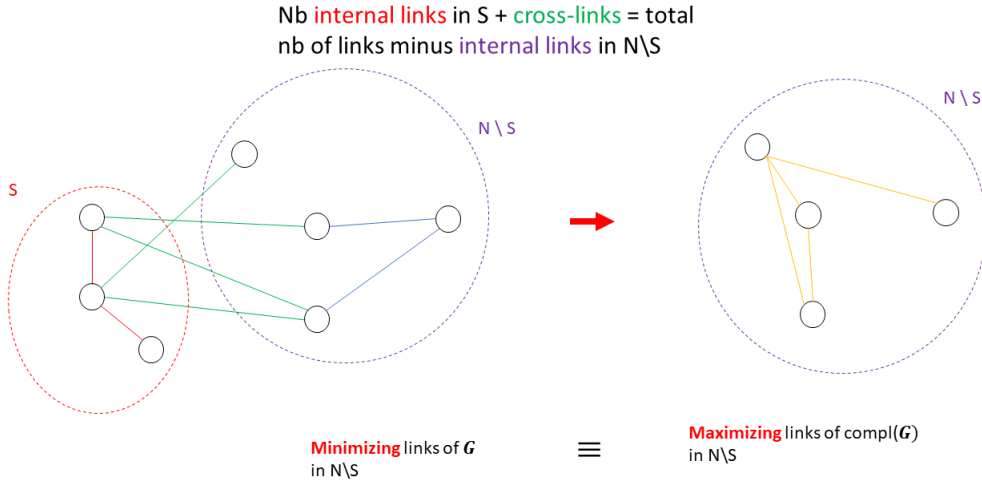 Nb internal links in S + cross-links = total
nb of links minus internal links in N\S
N \ S
N \ S
S
Minimizing links of G
in N\S
≡
Maximizing links of compl(G)
in N\S